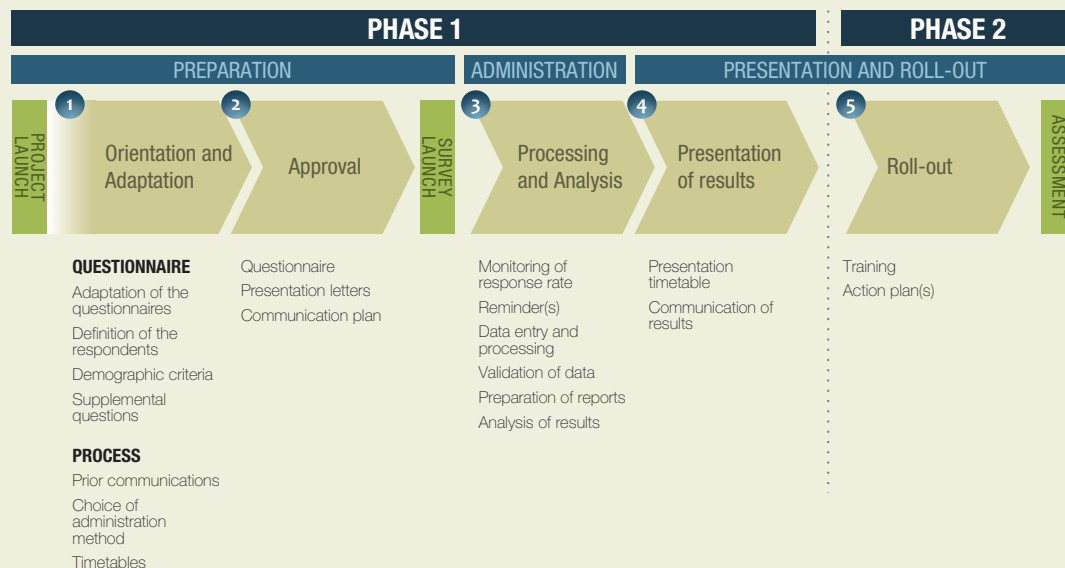 PHASE 1
PHASE 2
PREPARATION
ADMINISTRATION
PRESENTATION AND ROLL-OUT
PROJECT
LAUNCH
1
Orientation and
Adaptation
2
Approval
SURVEY
LAUNCH
3
Processing
and Analysis
4
Presentation
of results
5
Roll-out
ASSESSMENT
QUESTIONNAIRE
Adaptation of the
questionnaires
Definition of the
respondents
Demographic criteria
Supplemental
questions
PROCESS
Prior communications
Choice of
administration
method
Timetables
Questionnaire
Presentation letters
Communication plan
Monitoring of
response rate
Reminder(s)
Data entry and
processing
Validation of data
Preparation of reports
Analysis of results
Presentation
timetable
Communication of
results
Training
Action plan(s)